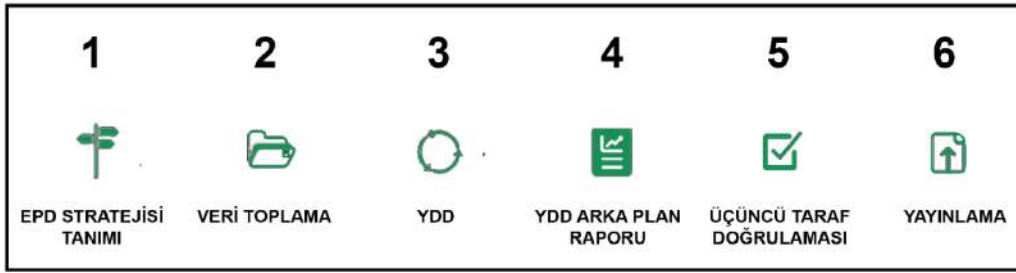 1 2 3 4 5 6
EPD STRATEJİSİ TANIMI
VERİ TOPLAMA
YDD
YDD ARKA PLAN RAPORU
ÜÇÜNCÜ TARAF DOĞRULAMASI
YAYINLAMA